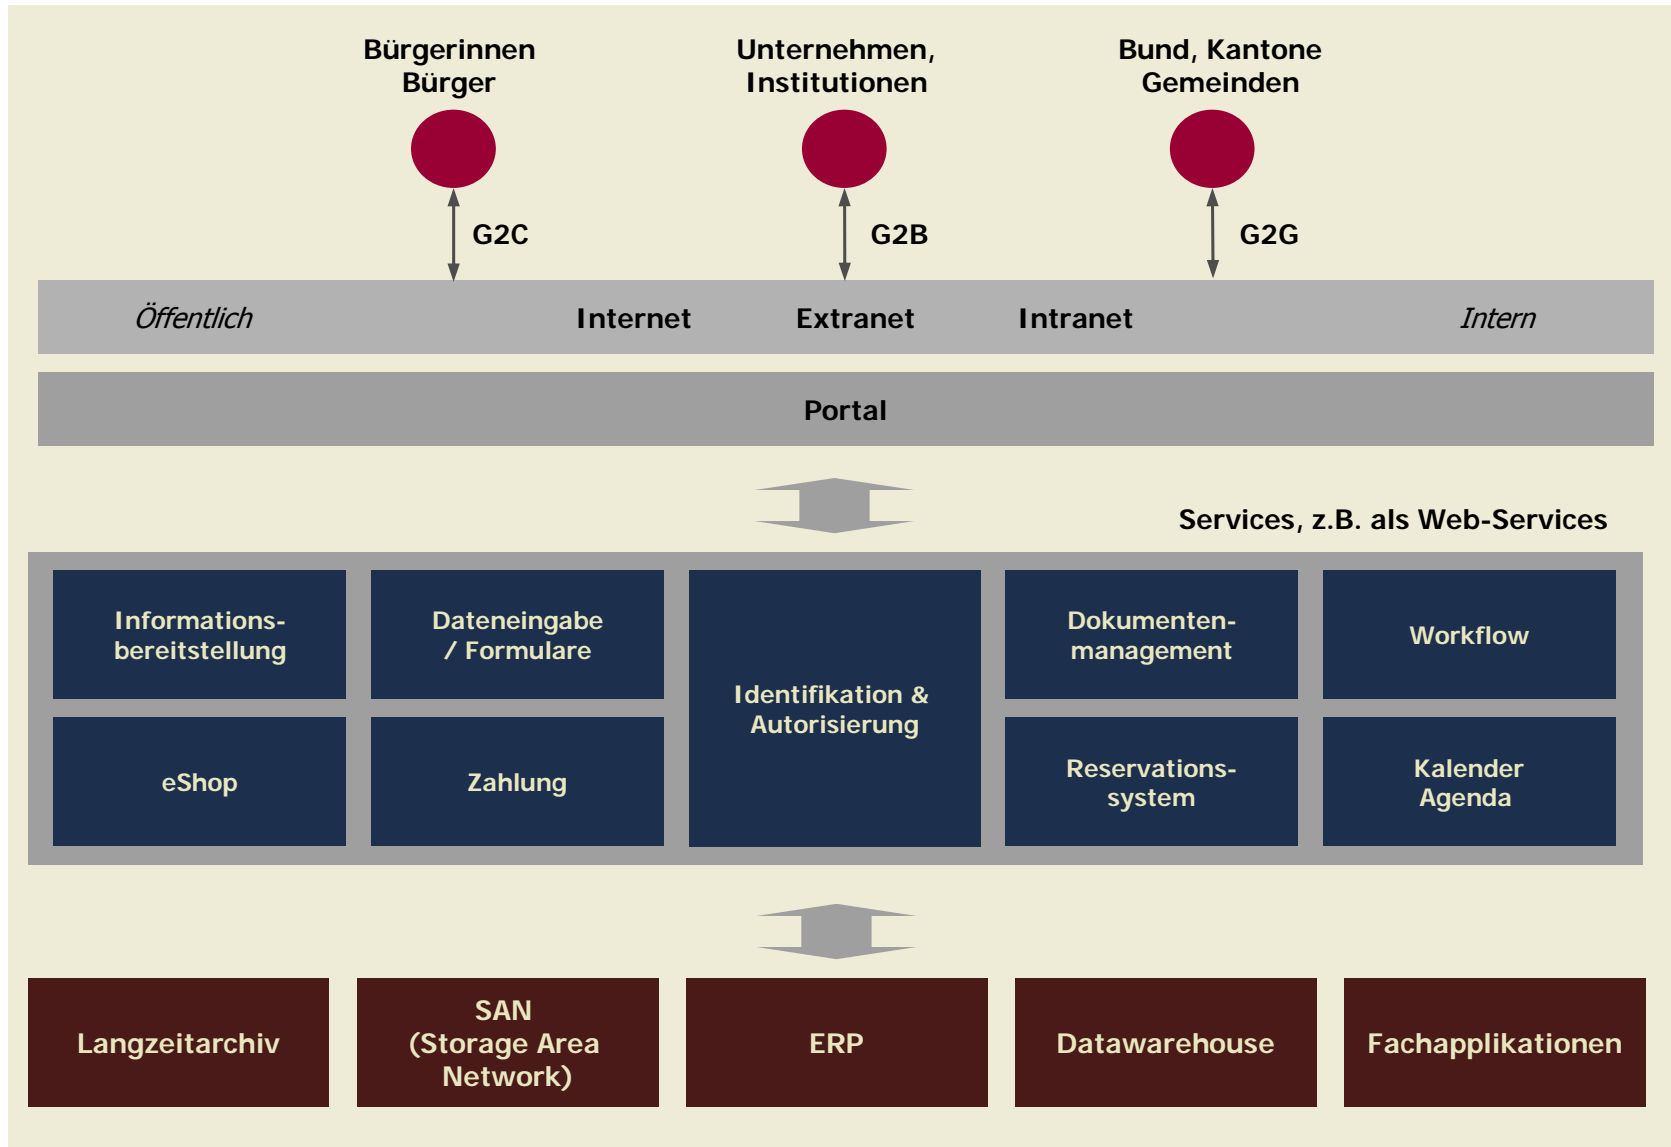 Bürgerinnen
Bürger
Unternehmen,
Institutionen
Bund, Kantone
Gemeinden
G2C
G2B
G2G
Öffentlich
Internet
Extranet
Intranet
Intern
Portal
Services, z.B. als Web-Services
Informations-
bereitstellung
Dateneingabe
/ Formulare
Identifikation &
Autorisierung
Dokumenten-
management
Workflow
eShop
Zahlung
Reservations-
system
Kalender
Agenda
Langzeitarchiv
SAN
(Storage Area
Network)
ERP
Datawarehouse
Fachapplikationen